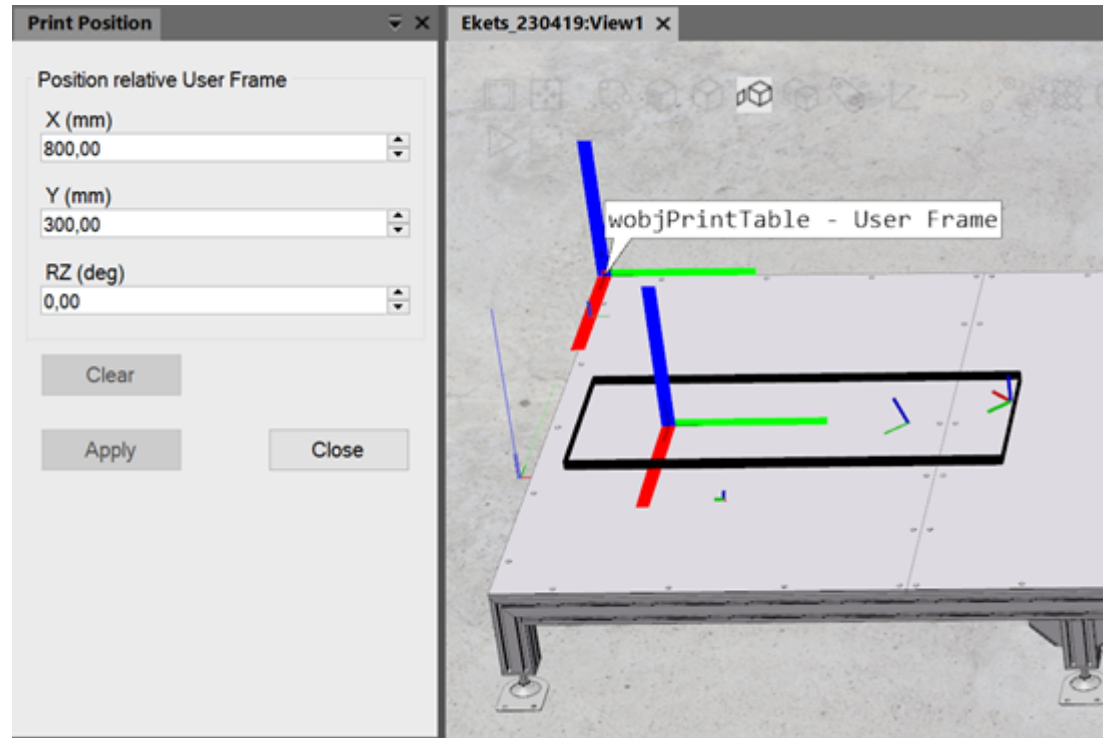 Print Position
Ekets_230419:View1
Position relative User Frame
X (mm)
800,00
Y (mm)
300,00
RZ (deg)
0,00
Clear
Apply
Close
wobjPrintTable - User Frame